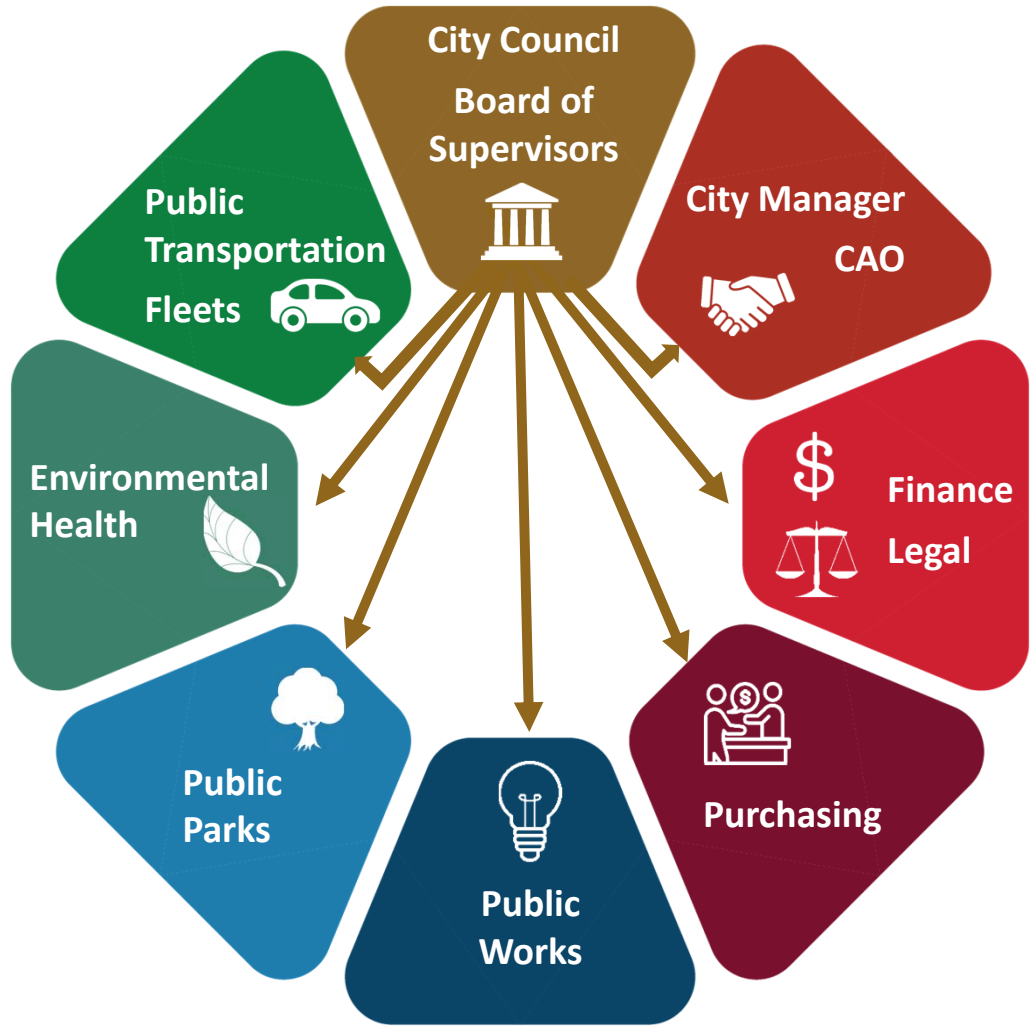 City Council
Board of
Supervisors
City Manager
CAO
$
Finance
Legal
$
Purchasing
Public
Works
Public
Parks
Environmental
Health
Public
Transportation
Fleets